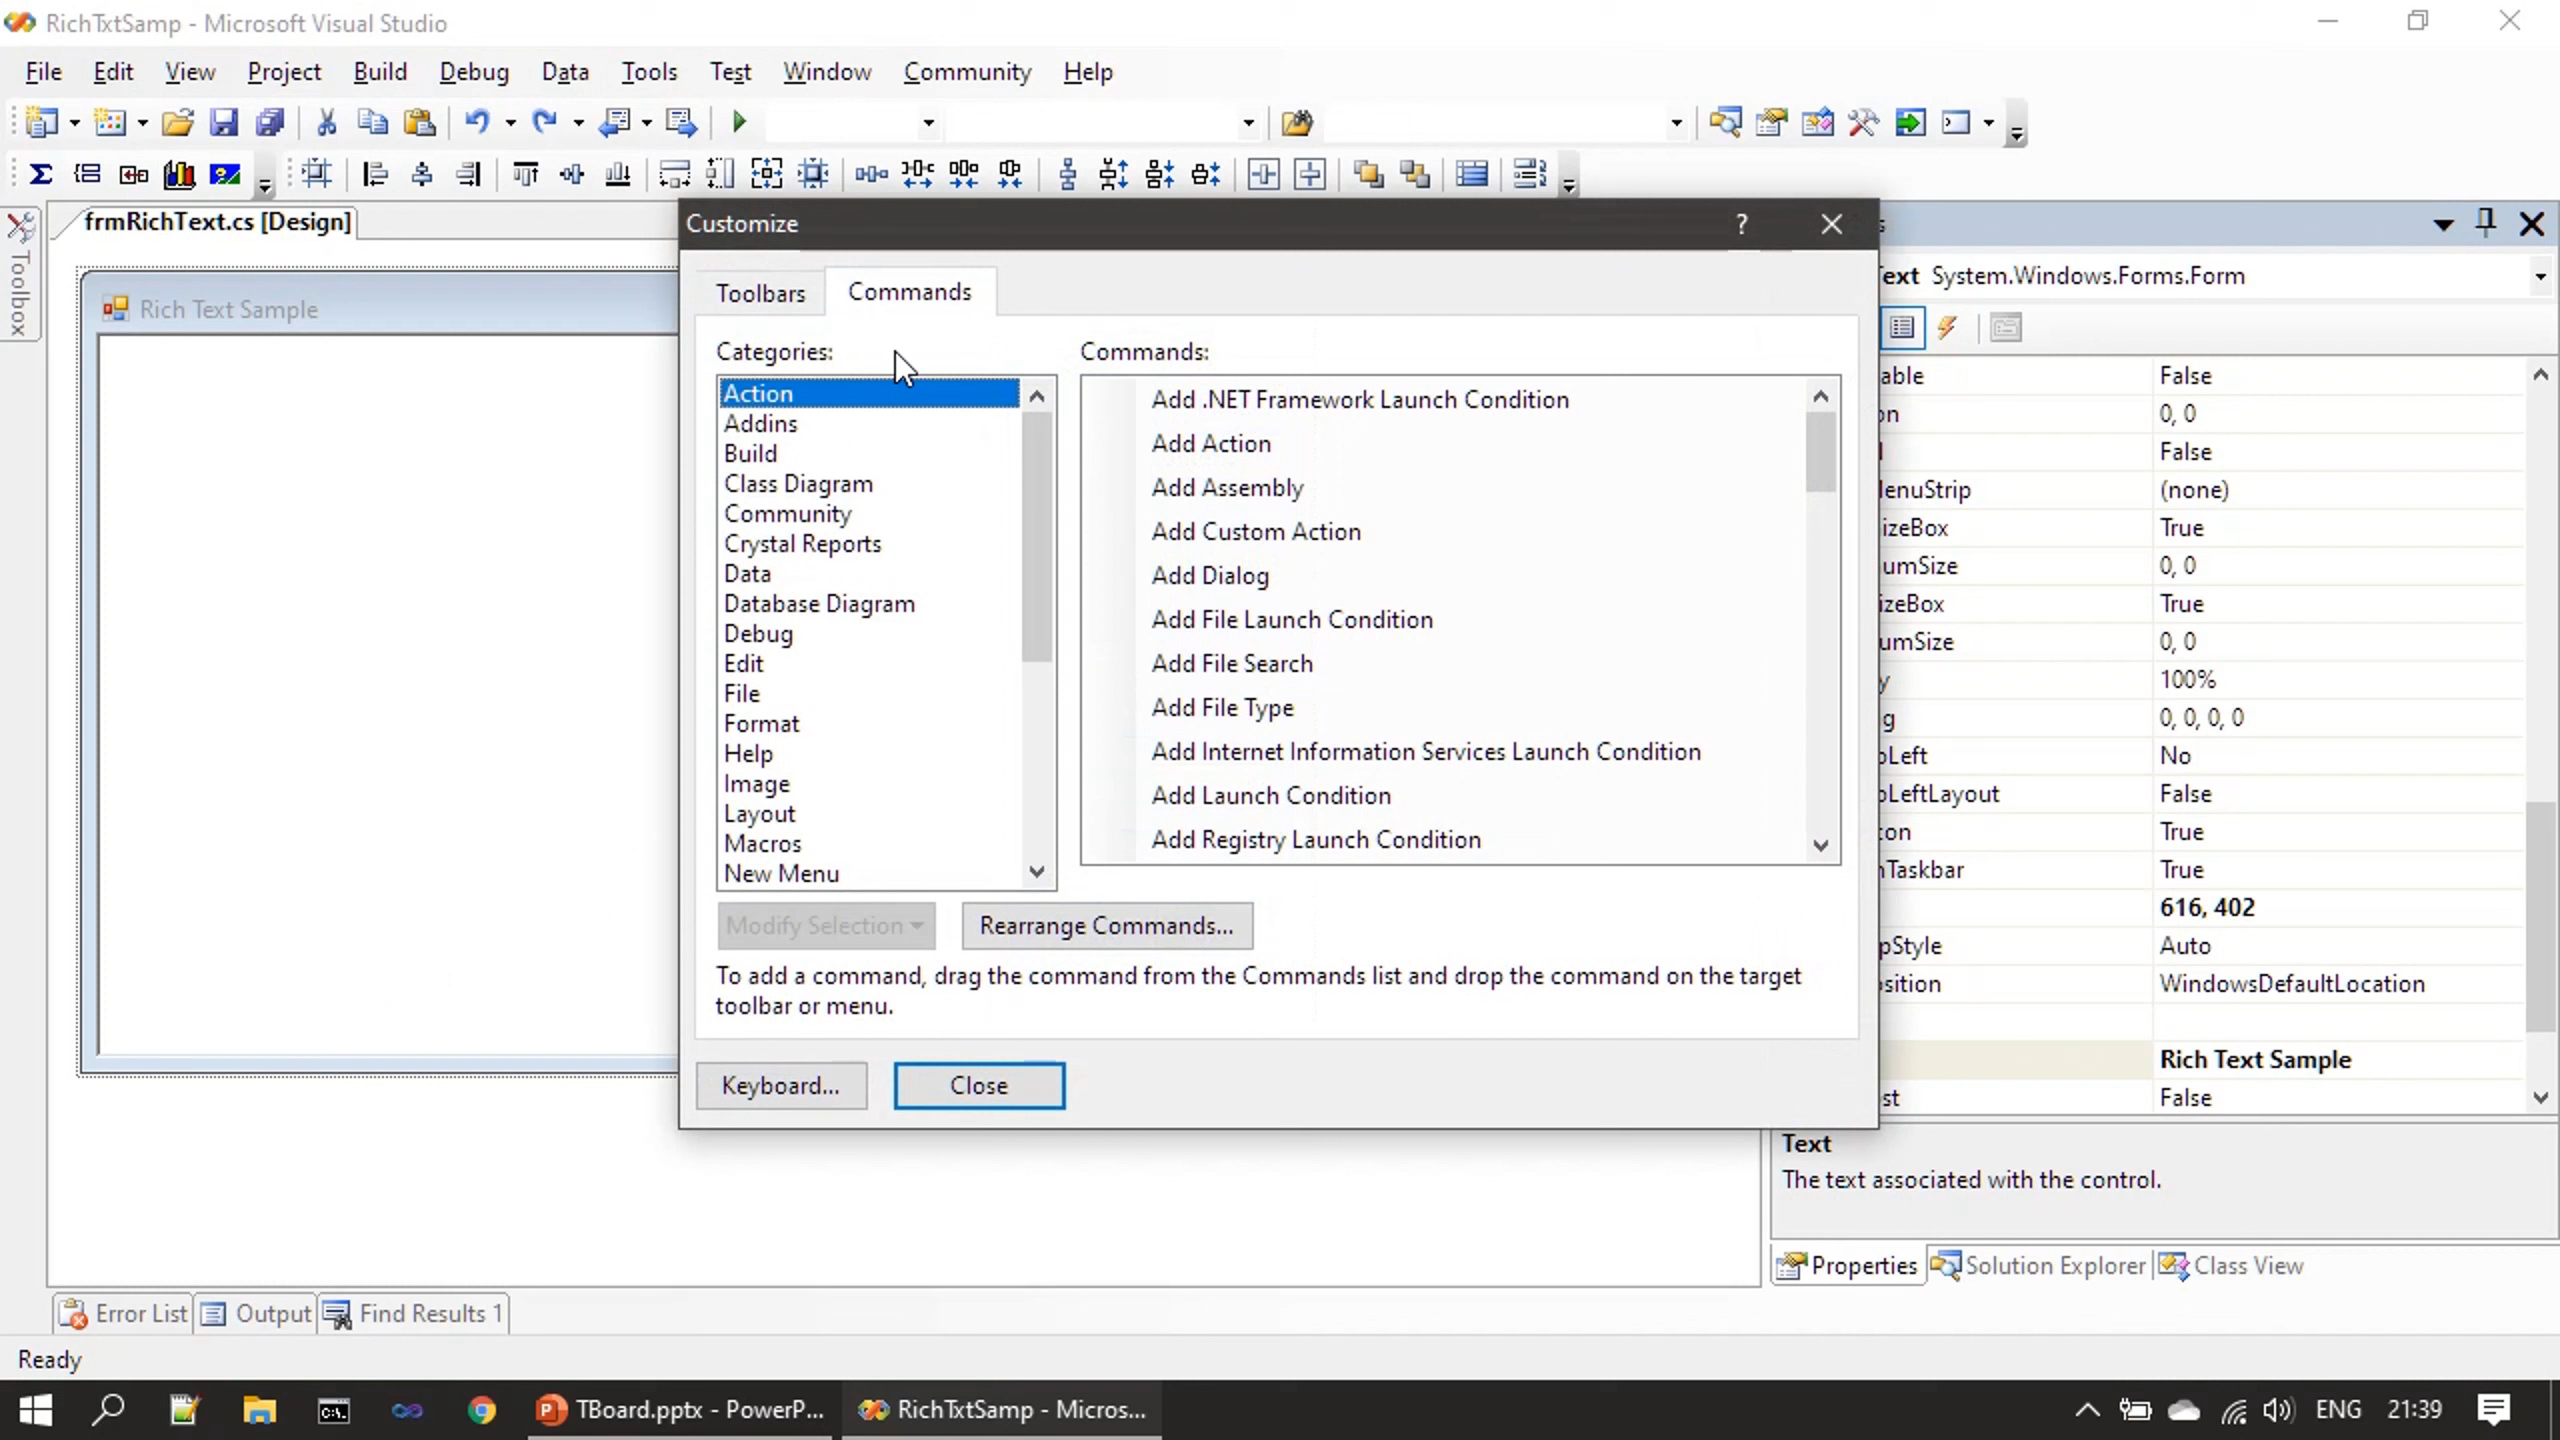 RichTxtSamp - Microsoft Visual Studio
File Edit View Project Build Debug Data Tools Test Window Community Help
frmRichText.cs [Design]
Toolbox
Rich Text Sample
Customize
?
Toolbars Commands
Categories:
Action
Addins
Build
Class Diagram
Community
Crystal Reports
Data
Database Diagram
Debug
Edit
File
Format
Help
Image
Layout
Macros
New Menu
Commands:
Add .NET Framework Launch Condition
Add Action
Add Assembly
Add Custom Action
Add Dialog
Add File Launch Condition
Add File Search
Add File Type
Add Internet Information Services Launch Condition
Add Launch Condition
Add Registry Launch Condition
Modify Selection Rearrange Commands...
To add a command, drag the command from the Commands list and drop the command on the target
toolbar or menu.
Keyboard... Close
s
ext System.Windows.Forms.Form
able False
on 0, 0
l False
lenuStrip (none)
izeBox True
umSize 0, 0
izeBox True
umSize 0, 0
y 100%
g 0, 0, 0, 0
oLeft No
oLeftLayout False
con True
nTaskbar True
616, 402
pStyle Auto
sition WindowsDefaultLocation
Rich Text Sample
st False
Text
The text associated with the control.
Properties Solution Explorer Class View
Error List Output Find Results 1
Ready
TBoard.pptx - PowerP... RichTxtSamp - Micros... ENG 21:39